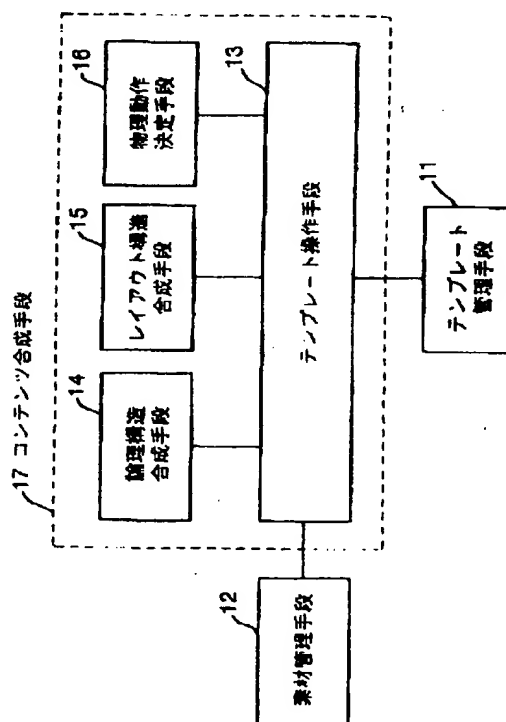 17 コンテンツ合成手段
14
論理構造
合成手段
15
レイアウト構造
合成手段
16
物理動作
決定手段
13
テンプレート操作手段
12
素材管理手段
11
テンプレート
管理手段